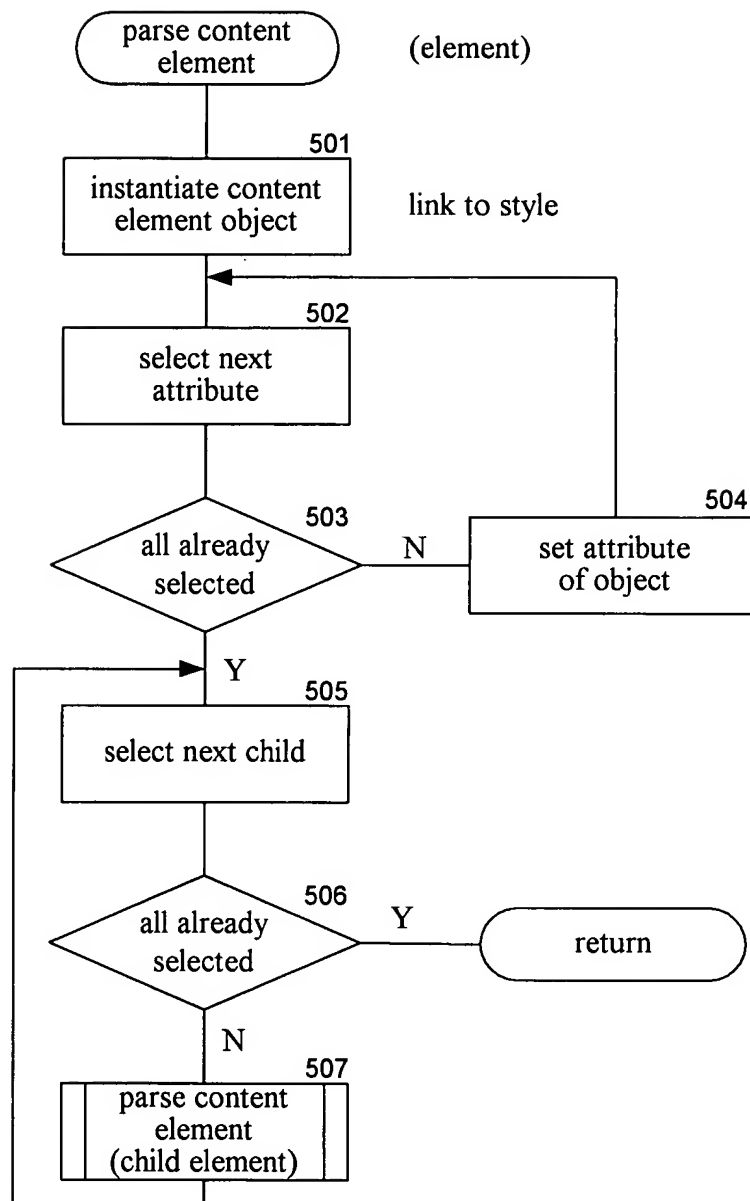 parse content
element
(element)
501
instantiate content
element object
link to style
502
select next
attribute
503
all already
selected
N
504
set attribute
of object
Y
505
select next child
506
all already
selected
Y
return
N
507
parse content
element
(child element)